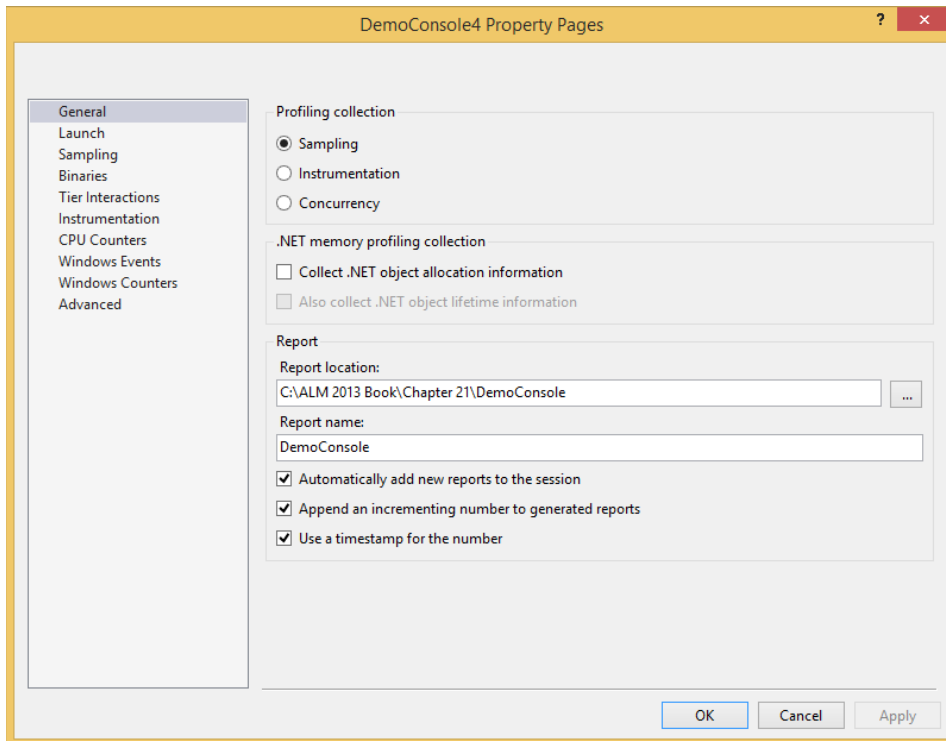 DemoConsole4 Property Pages
?
General
Launch
Sampling
Binaries
Tier Interactions
Instrumentation
CPU Counters
Windows Events
Windows Counters
Advanced
Profiling collection
Sampling
Instrumentation
Concurrency
.NET memory profiling collection
Collect .NET object allocation information
Also collect .NET object lifetime information
Report
Report location:
C:\ALM 2013 Book\Chapter 21\DemoConsole
...
Report name:
DemoConsole
Automatically add new reports to the session
Append an incrementing number to generated reports
Use a timestamp for the number
OK
Cancel
Apply